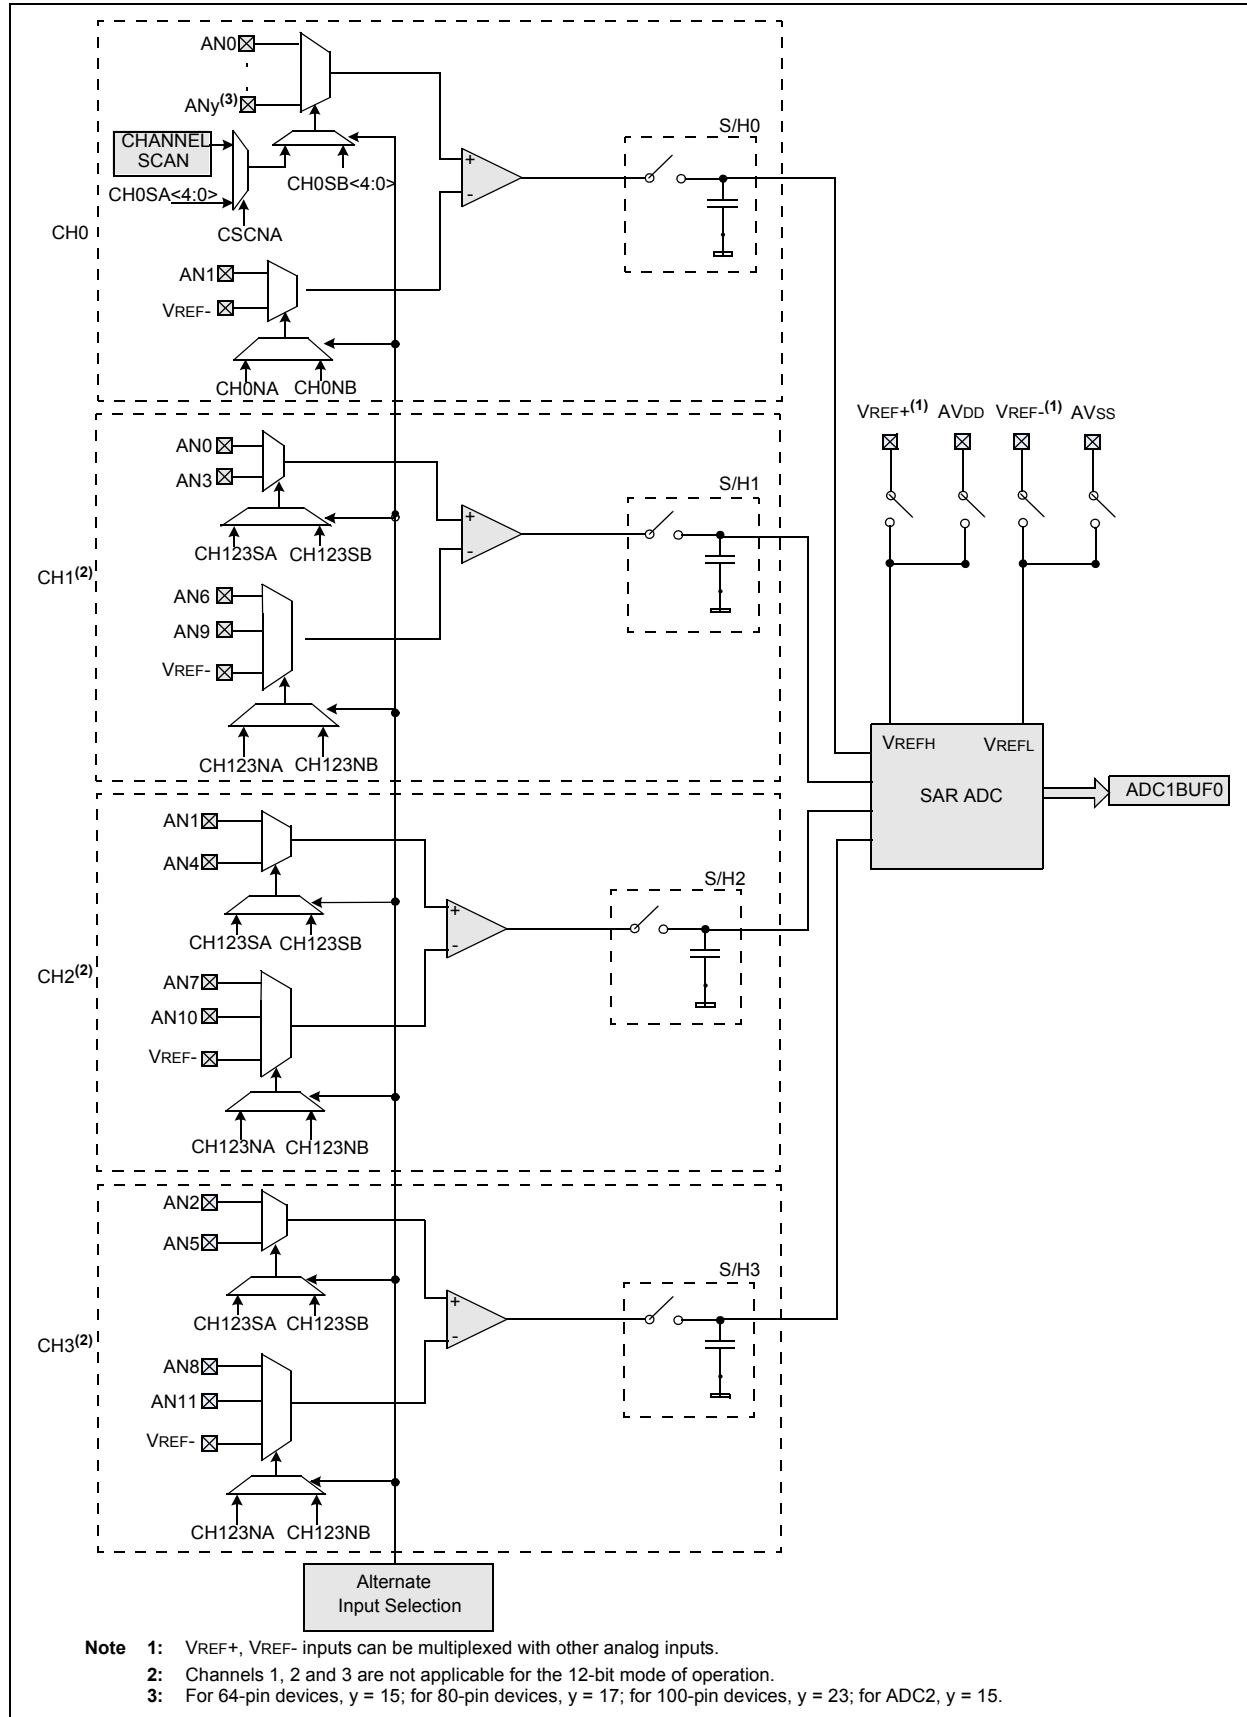 AN0
ANy(3)
CHANNEL
SCAN
CH0SA<4:0>
CH0SB<4:0>
CSCNA
CH0
AN1
VREF-
CH0NA CH0NB
+
-
S/H0
AN0
AN3
CH123SA CH123SB
CH1(2)
AN6
AN9
VREF-
CH123NA CH123NB
+
-
S/H1
VREF+(1) AVDD VREF-(1) AVSS
VREFH VREFL
SAR ADC
ADC1BUF0
AN1
AN4
CH123SA CH123SB
CH2(2)
AN7
AN10
VREF-
CH123NA CH123NB
+
-
S/H2
AN2
AN5
CH123SA CH123SB
CH3(2)
AN8
AN11
VREF-
CH123NA CH123NB
+
-
S/H3
Alternate
Input Selection
Note 1: VREF+, VREF- inputs can be multiplexed with other analog inputs.
2: Channels 1, 2 and 3 are not applicable for the 12-bit mode of operation.
3: For 64-pin devices, y = 15; for 80-pin devices, y = 17; for 100-pin devices, y = 23; for ADC2, y = 15.